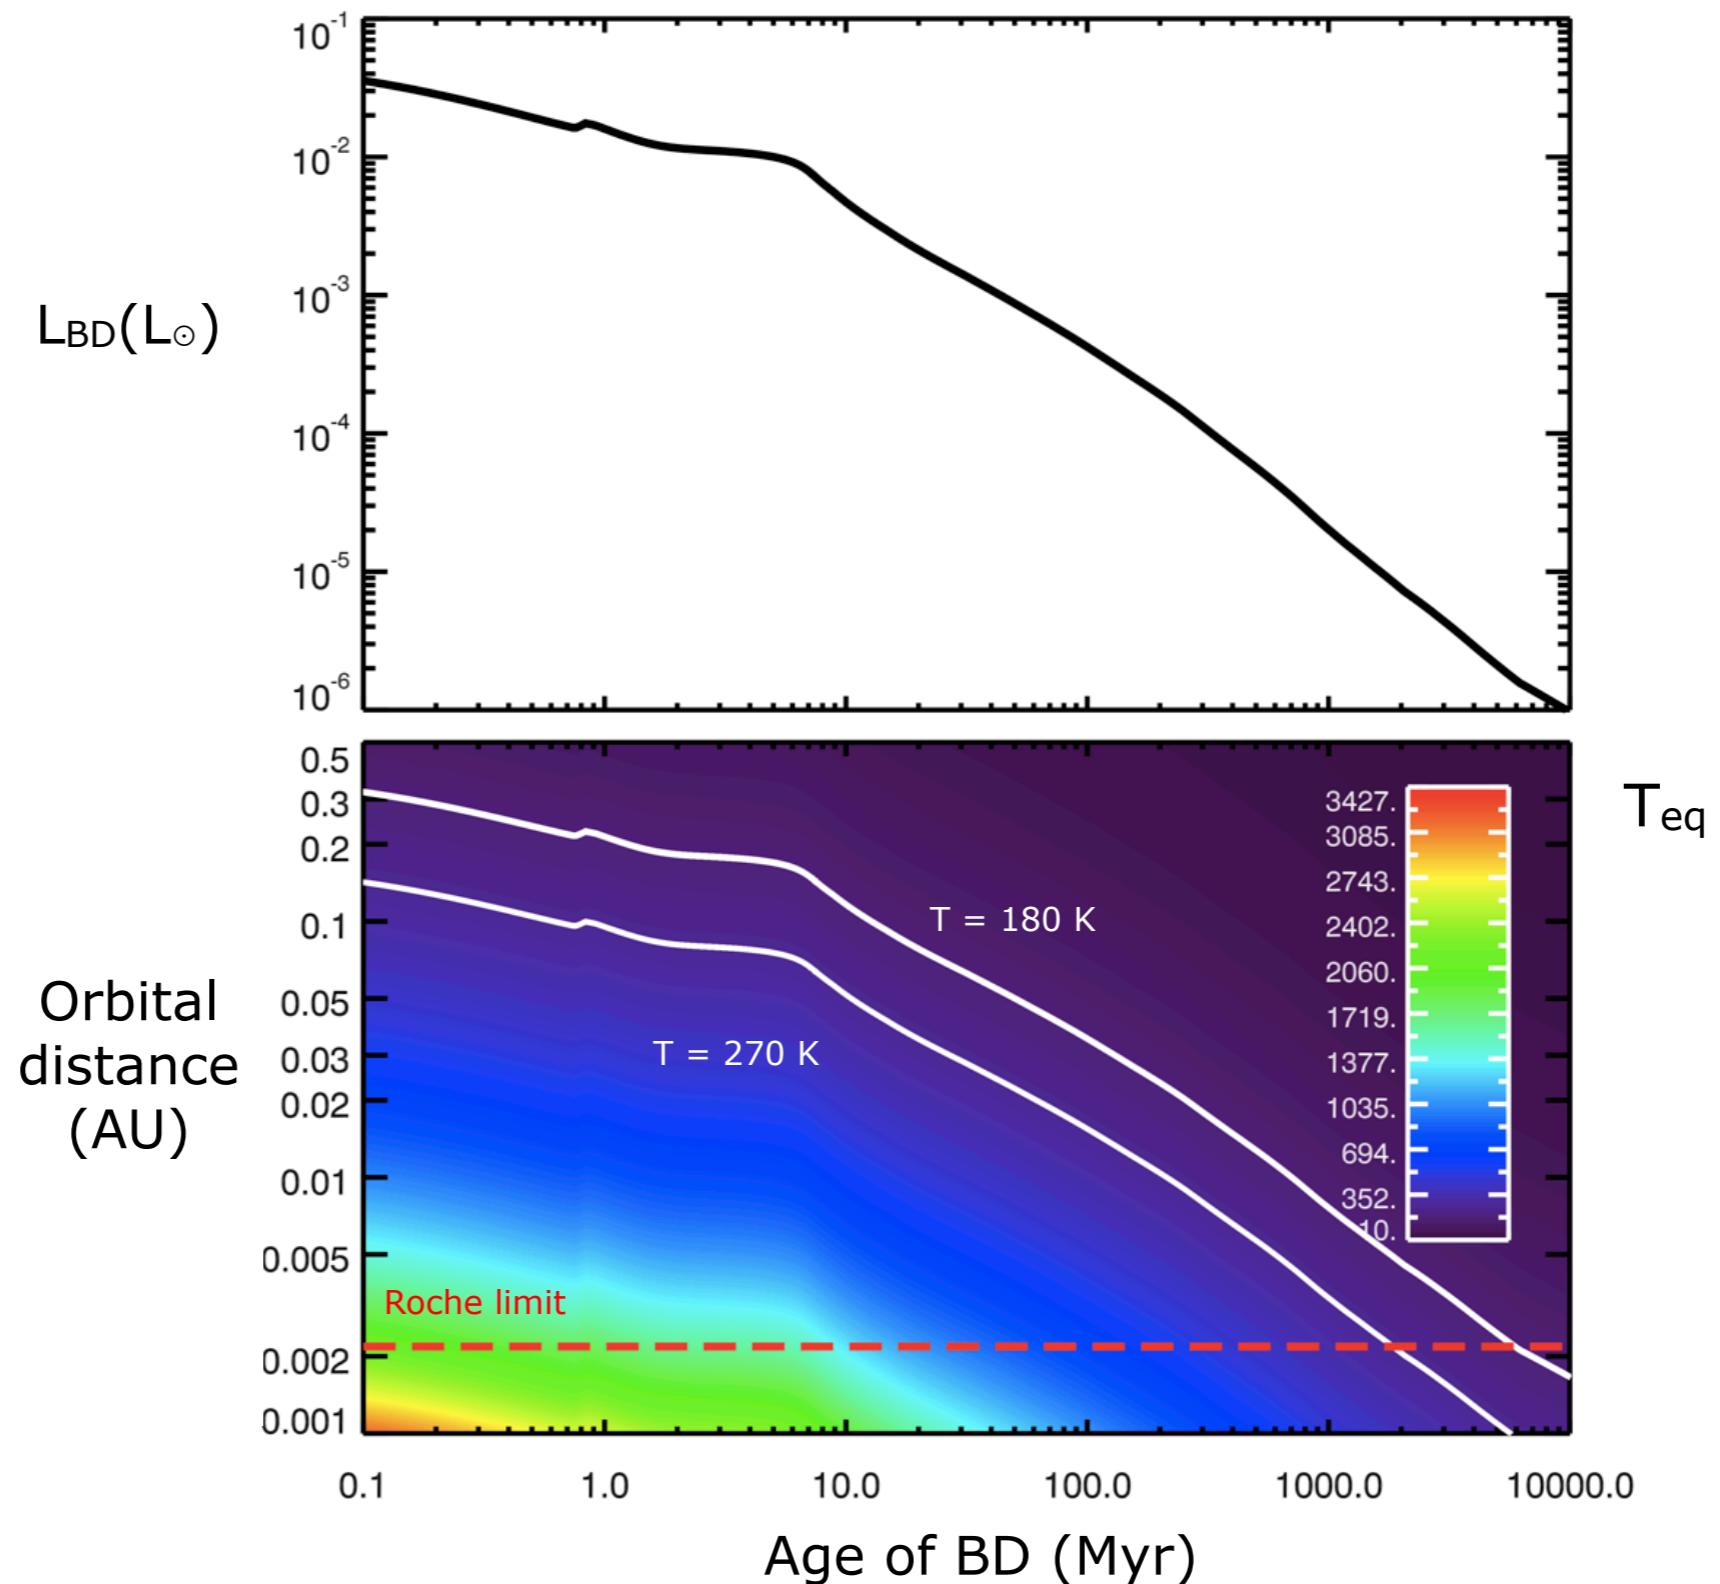 10-1
10-2
10-3
10-4
10-5
10-6
LBD(L⊙)
0.5
0.3
0.2
0.1
0.05
0.03
0.02
0.01
0.005
0.002
0.001
Orbital
distance
(AU)
T = 180 K
T = 270 K
Roche limit
3427.
3085.
2743.
2402.
2060.
1719.
1377.
1035.
694.
352.
10.
Teq
0.1 1.0 10.0 100.0 1000.0 10000.0
Age of BD (Myr)